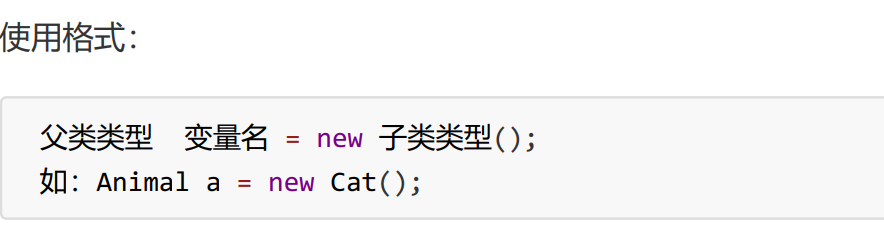 使用格式：
父类类型  变量名 = new 子类类型();
如：Animal a = new Cat();